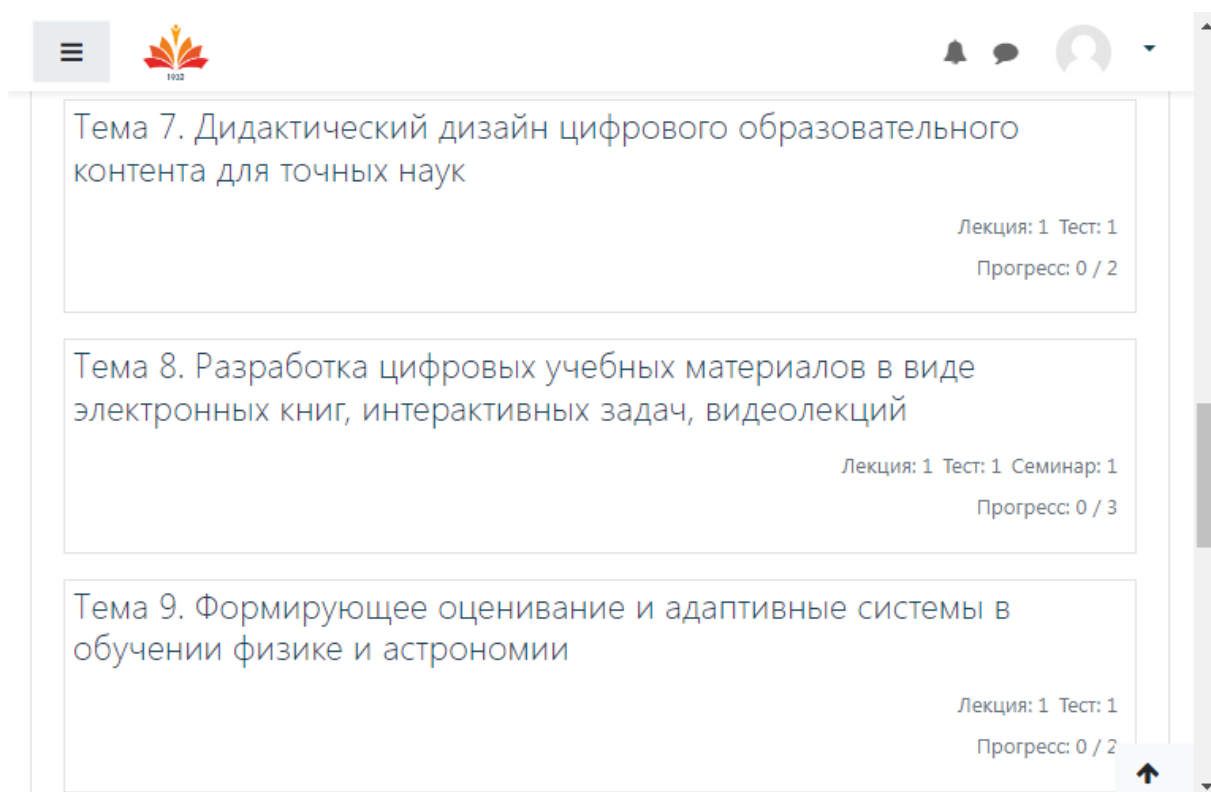 1932
Тема 7. Дидактический дизайн цифрового образовательного
контента для точных наук
Лекция: 1 Тест: 1
Прогресс: 0 / 2
Тема 8. Разработка цифровых учебных материалов в виде
электронных книг, интерактивных задач, видеолекций
Лекция: 1 Тест: 1 Семинар: 1
Прогресс: 0 / 3
Тема 9. Формирующее оценивание и адаптивные системы в
обучении физике и астрономии
Лекция: 1 Тест: 1
Прогресс: 0 / 2